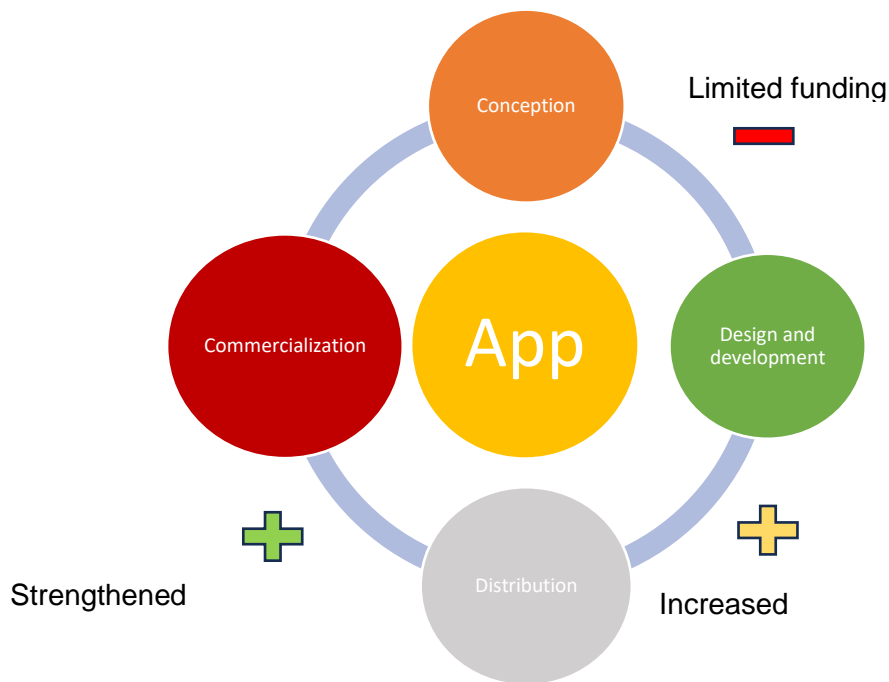 Limited funding
Conception
Commercialization
App
Design and
development
Strengthened
Distribution
Increased